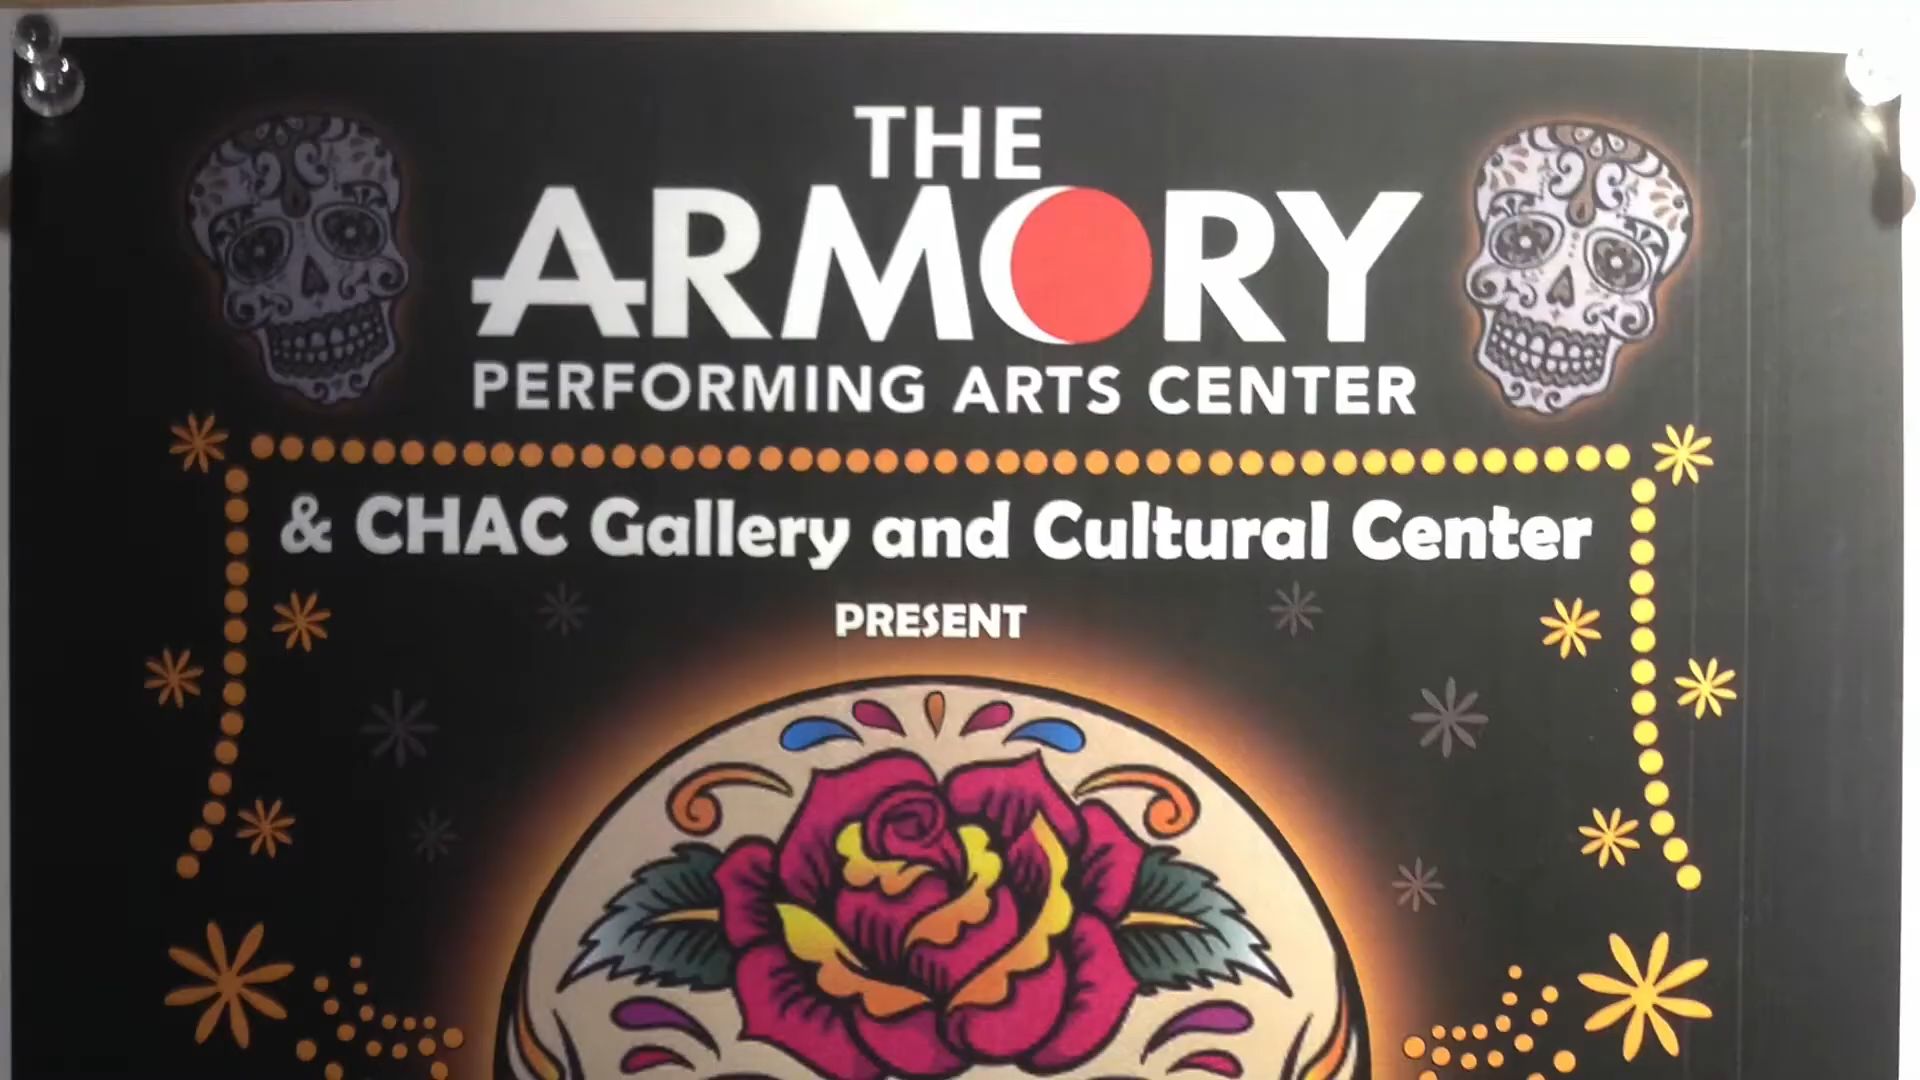 THE
ARMORY
PERFORMING ARTS CENTER
& CHAC Gallery and Cultural Center
PRESENT